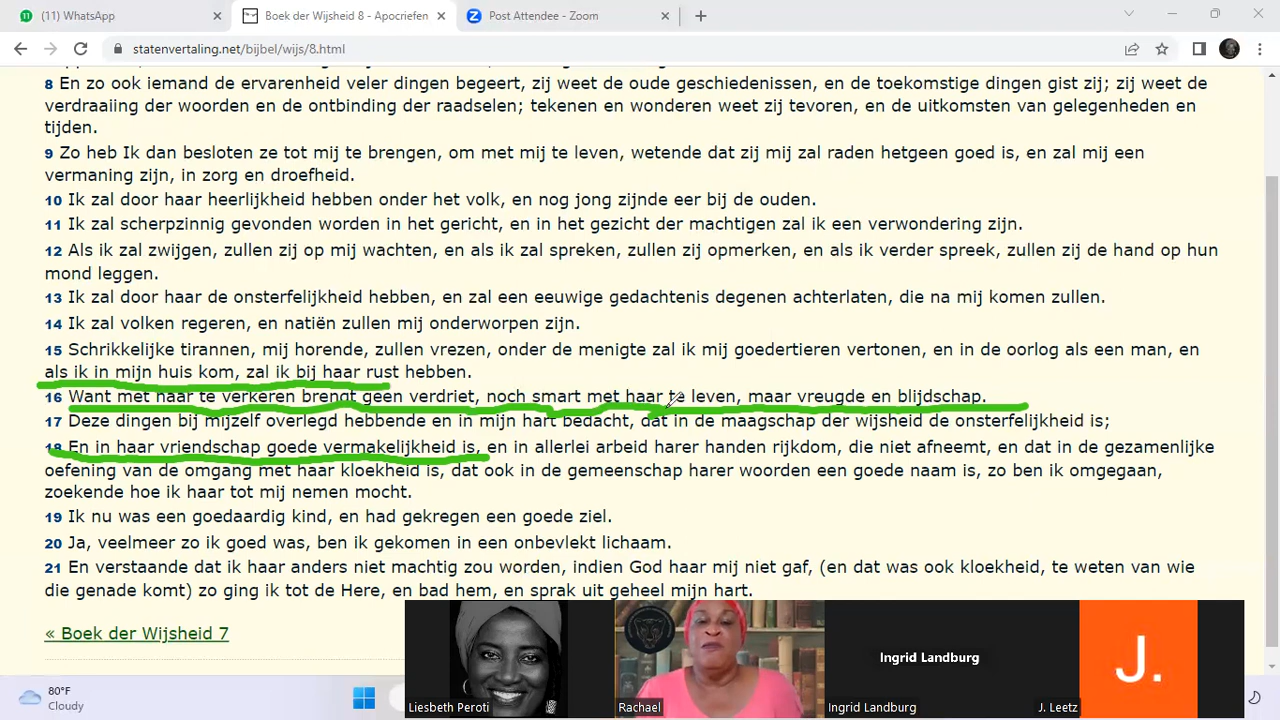 (11) WhatsApp
Boek der Wijsheid 8 - Apocriefen
Post Attendee - Zoom
statenvertaling.net/bijbel/wijs/8.html
8 En zo ook iemand de ervarenheid veler dingen begeert, zij weet de oude geschiedenissen, en de toekomstige dingen gist zij; zij weet de
verdraaiing der woorden en de ontbinding der raadselen; tekenen en wonderen weet zij tevoren, en de uitkomsten van gelegenheden en
tijden.
9 Zo heb Ik dan besloten ze tot mij te brengen, om met mij te leven, wetende dat zij mij zal raden hetgeen goed is, en zal mij een
vermaning zijn, in zorg en droefheid.
10 Ik zal door haar heerlijkheid hebben onder het volk, en nog jong zijnde eer bij de ouden.
11 Ik zal scherpzinnig gevonden worden in het gericht, en in het gezicht der machtigen zal ik een verwondering zijn.
12 Als ik zal zwijgen, zullen zij op mij wachten, en als ik zal spreken, zullen zij opmerken, en als ik verder spreek, zullen zij de hand op hun
mond leggen.
13 Ik zal door haar de onsterfelijkheid hebben, en zal een eeuwige gedachtenis degenen achterlaten, die na mij komen zullen.
14 Ik zal volken regeren, en natiën zullen mij onderworpen zijn.
15 Schrikkelijke tirannen, mij horende, zullen vrezen, onder de menigte zal ik mij goedertieren vertonen, en in de oorlog als een man, en
als ik in mijn huis kom, zal ik bij haar rust hebben.
16 Want met haar te verkeren brengt geen verdriet, noch smart met haar te leven, maar vreugde en blijdschap.
17 Deze dingen bij mijzelf overlegd hebbende en in mijn hart bedacht, dat in de maagschap der wijsheid de onsterfelijkheid is;
18 En in haar vriendschap goede vermakelijkheid is, en in allerlei arbeid harer handen rijkdom, die niet afneemt, en dat in de gezamenlijke
oefening van de omgang met haar kloekheid is, dat ook in de gemeenschap harer woorden een goede naam is, zo ben ik omgegaan,
zoekende hoe ik haar tot mij nemen mocht.
19 Ik nu was een goedaardig kind, en had gekregen een goede ziel.
20 Ja, veelmeer zo ik goed was, ben ik gekomen in een onbevlekt lichaam.
21 En verstaande dat ik haar anders niet machtig zou worden, indien God haar mij niet gaf, (en dat was ook kloekheid, te weten van wie
die genade komt) zo ging ik tot de Here, en bad hem, en sprak uit geheel mijn hart.
« Boek der Wijsheid 7
80°F
Cloudy
Ingrid Landburg
J.
Liesbeth Peroti
Rachael
Ingrid Landburg
J. Leetz